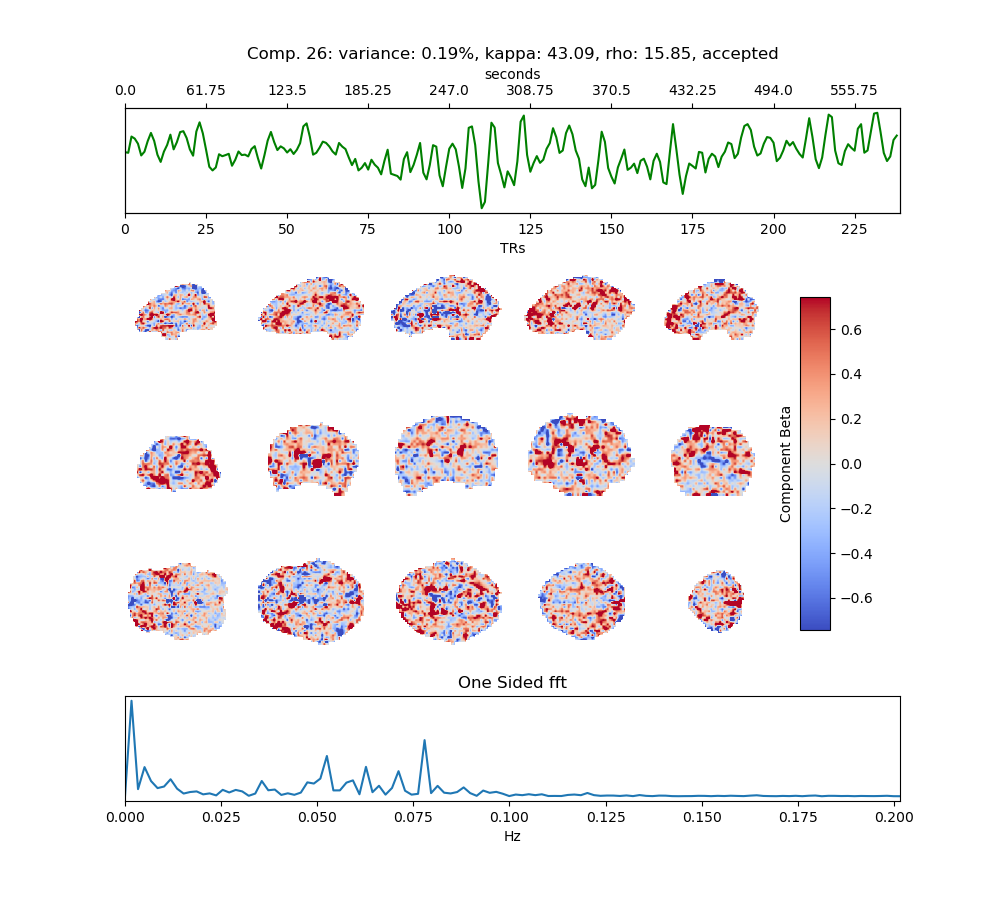 Comp. 26: variance: 0.19%, kappa: 43.09, rho: 15.85, accepted
seconds
0.0 61.75 123.5 185.25 247.0 308.75 370.5 432.25 494.0 555.75
0 25 50 75 100 125 150 175 200 225
TRs
0.6
0.4
0.2
0.0
−0.2
−0.4
−0.6
Component Beta
One Sided fft
0.000 0.025 0.050 0.075 0.100 0.125 0.150 0.175 0.200
Hz